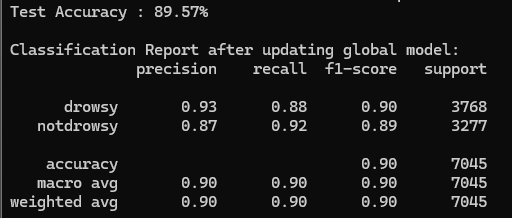 Test Accuracy : 89.57%
Classification Report after updating global model:
precision recall f1-score support
drowsy 0.93 0.88 0.90 3768
notdrowsy 0.87 0.92 0.89 3277
accuracy 0.90 7045
macro avg 0.90 0.90 0.90 7045
weighted avg 0.90 0.90 0.90 7045